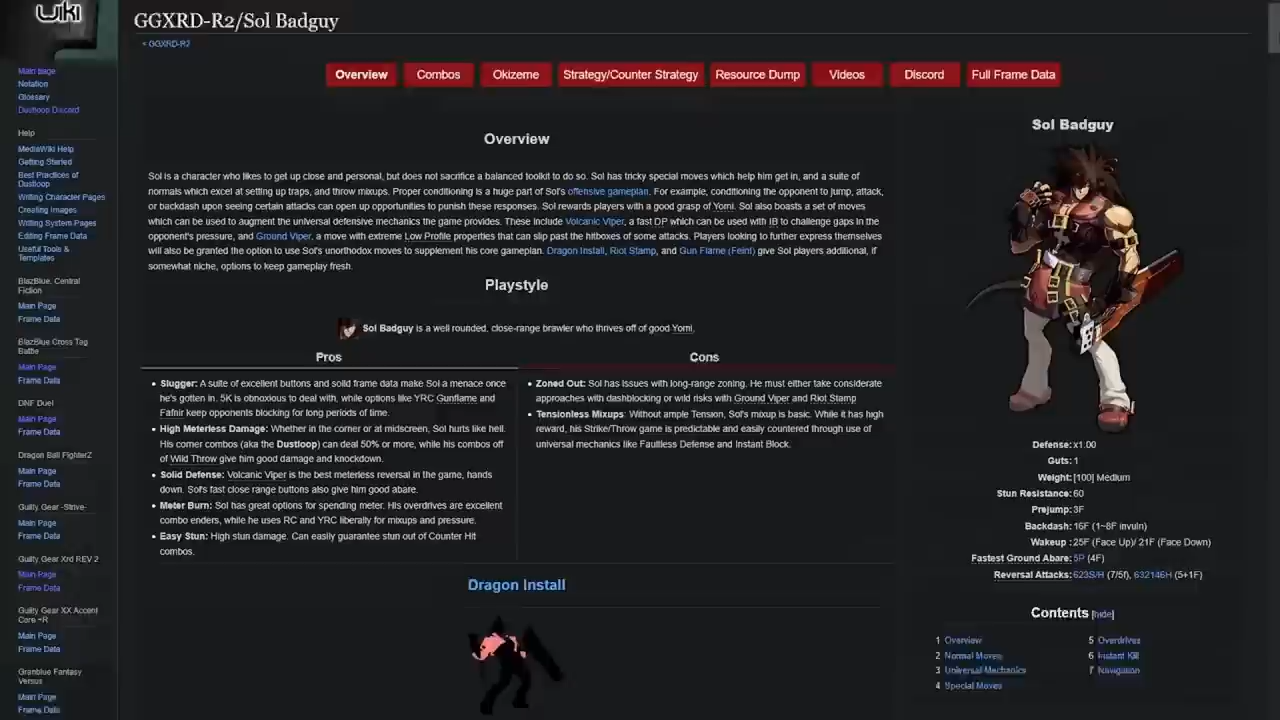 wiki
Main page
Notation
Glossary
Dustloop Discord
Help
MediaWiki Help
Getting Started
Best Practices of
Dustloop
Writing Character Pages
Creating Images
Writing System Pages
Editing Frame Data
Useful Tools &
Templates
BlazBlue, Central
Fiction
Main Page
Frame Data
BlazBlue Cross Tag
Battle
Main Page
Frame Data
DNF Duel
Main Page
Frame Data
Dragon Ball FighterZ
Main Page
Frame Data
Guilty Gear -Strive-
Main Page
Frame Data
Guilty Gear Xrd REV 2
Main Page
Frame Data
Guilty Gear XX Accent
Core +R
Main Page
Frame Data
Granblue Fantasy
Versus
Main Page
Frame Data
GGXRD-R2/Sol Badguy
< GGXRD-R2
Overview Combos Okizeme Strategy/Counter Strategy Resource Dump Videos Discord Full Frame Data
Overview
Sol is a character who likes to get up close and personal, but does not sacrifice a balanced toolkit to do so. Sol has tricky special moves which help him get in, and a suite of
normals which excel at setting up traps, and throw mixups. Proper conditioning is a huge part of Sol's offensive gameplan. For example, conditioning the opponent to jump, attack,
or backdash upon seeing certain attacks can open up opportunities to punish these responses. Sol rewards players with a good grasp of Yomi. Sol also boasts a set of moves
which can be used to augment the universal defensive mechanics the game provides. These include Volcanic Viper, a fast DP which can be used with IB to challenge gaps in the
opponent's pressure, and Ground Viper, a move with extreme Low Profile properties that can slip past the hitboxes of some attacks. Players looking to further express themselves
will also be granted the option to use Sol's unorthodox moves to supplement his core gameplan. Dragon Install, Riot Stamp, and Gun Flame (Feint) give Sol players additional, if
somewhat niche, options to keep gameplay fresh.
Playstyle
Sol Badguy is a well rounded, close-range brawler who thrives off of good Yomi.
Pros
• Slugger: A suite of excellent buttons and solid frame data make Sol a menace once
he's gotten in. 5K is obnoxious to deal with, while options like YRC Gunflame and
Fafnir keep opponents blocking for long periods of time.
• High Meterless Damage: Whether in the corner or at midscreen, Sol hurts like hell.
His corner combos (aka the Dustloop) can deal 50% or more, while his combos off
of Wild Throw give him good damage and knockdown.
• Solid Defense: Volcanic Viper is the best meterless reversal in the game, hands
down. Sol's fast close range buttons also give him good abare.
• Meter Burn: Sol has great options for spending meter. His overdrives are excellent
combo enders, while he uses RC and YRC liberally for mixups and pressure.
• Easy Stun: High stun damage. Can easily guarantee stun out of Counter Hit
combos.
Cons
• Zoned Out: Sol has issues with long-range zoning. He must either take considerate
approaches with dashblocking or wild risks with Ground Viper and Riot Stamp
• Tensionless Mixups: Without ample Tension, Sol's mixup is basic. While it has high
reward, his Strike/Throw game is predictable and easily countered through use of
universal mechanics like Faultless Defense and Instant Block.
Dragon Install
Sol Badguy
Defense: x1.00
Guts: 1
Weight: [100] Medium
Stun Resistance: 60
Prejump: 3F
Backdash: 16F (1~8F invuln)
Wakeup : 25F (Face Up)/ 21F (Face Down)
Fastest Ground Abare: 5P (4F)
Reversal Attacks: 623S/H (7/5f), 632146H (5+1F)
Contents [hide]
1 Overview
2 Normal Moves
3 Universal Mechanics
4 Special Moves
5 Overdrives
6 Instant Kill
7 Navigation